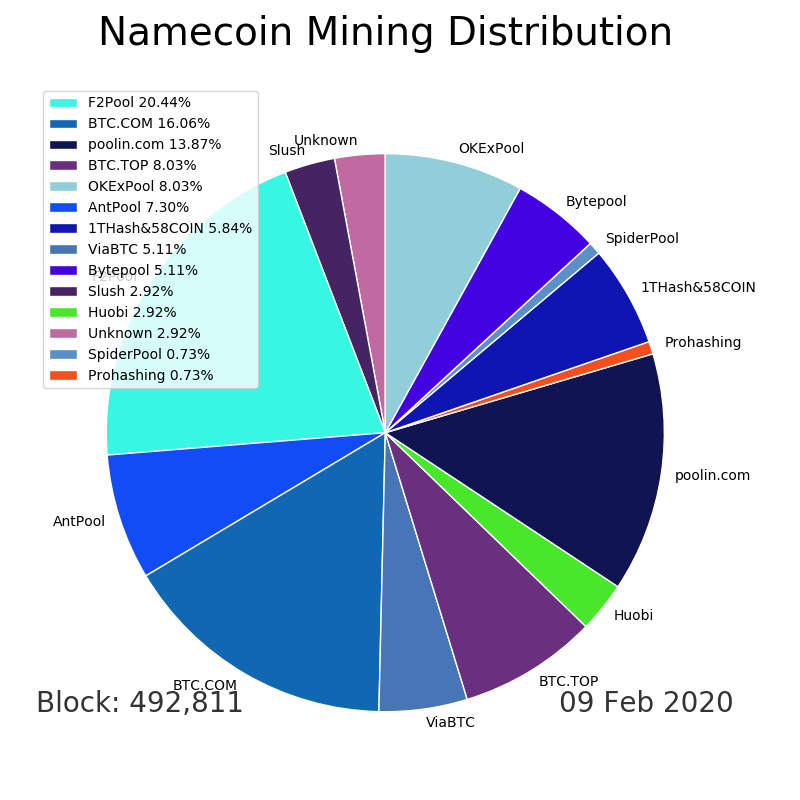 Namecoin Mining Distribution
F2Pool 20.44%
BTC.COM 16.06%
poolin.com 13.87%
BTC.TOP 8.03%
OKExPool 8.03%
AntPool 7.30%
1THash&58COIN 5.84%
ViaBTC 5.11%
Bytepool 5.11%
Slush 2.92%
Huobi 2.92%
Unknown 2.92%
SpiderPool 0.73%
Prohashing 0.73%
Unknown
Slush
OKExPool
Bytepool
SpiderPool
1THash&58COIN
Prohashing
poolin.com
Huobi
BTC.TOP
ViaBTC
BTC.COM
AntPool
F2Pool
Block: 492,811
09 Feb 2020